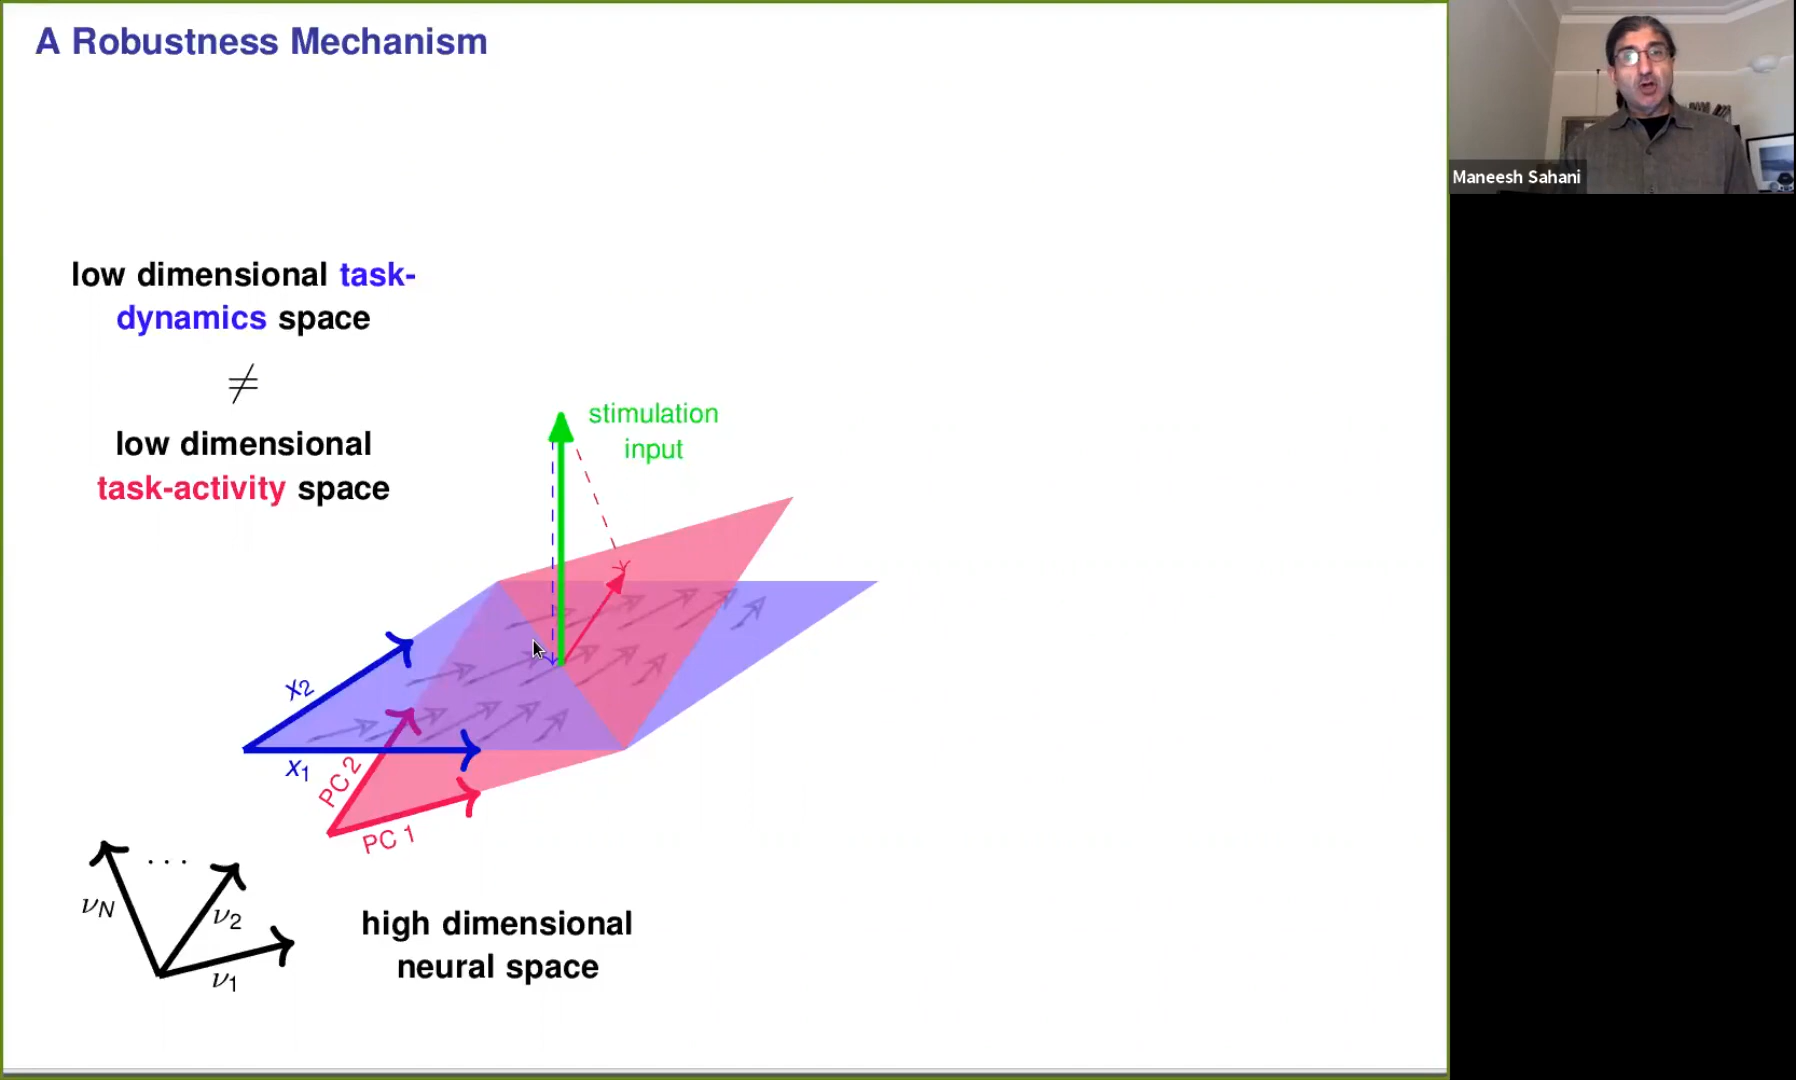 A Robustness Mechanism
Maneesh Sahani
low dimensional task-
dynamics space
≠
low dimensional
task-activity space
stimulation
input
x2
x1
PC 2
PC 1
νN
...
ν2
ν1
high dimensional
neural space